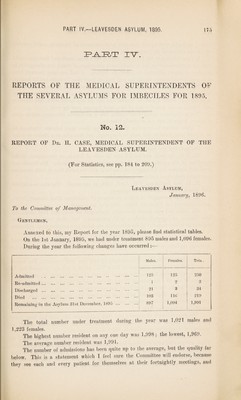 PART IV.—LEAVESDEN ASYLUM, 1895.
PART IV.
REPORTS OF THE MEDICAL SUPERINTENDENTS OF
THE SEVERAL ASYLUMS FOR IMBECILES FOR 1895.
No. 12.
REPORT OF DR. H. CASE, MEDICAL SUPERINTENDENT OF THE
LEAVESDEN ASYLUM.
(For Statistics, see pp. 184 to 209.)
LEAVESDEN ASYLUM,
January, 1896.
To the Committee of Management.
GENTLEMEN,
Annexed to this, my Report for the year 1895, please find statistical tables.
On the 1st January, 1895, we had under treatment 895 males and 1,096 females.
During the year the following changes have occurred:—
Males. Females. Total.
Admitted
Re-admitted
Discharged
Died
Remaining in the Asylum 31st December, 1895
The total number under treatment during the year was 1,021 males and
1,223 females.
The highest number resident on any one day was 1,998; the lowest, 1,969.
The average number resident was 1,991.
The number of admissions has been quite up to the average, but the quality far
below. This is a statement which I feel sure the Committee will endorse, because
they see each and every patient for themselves at their fortnightly meetings, and